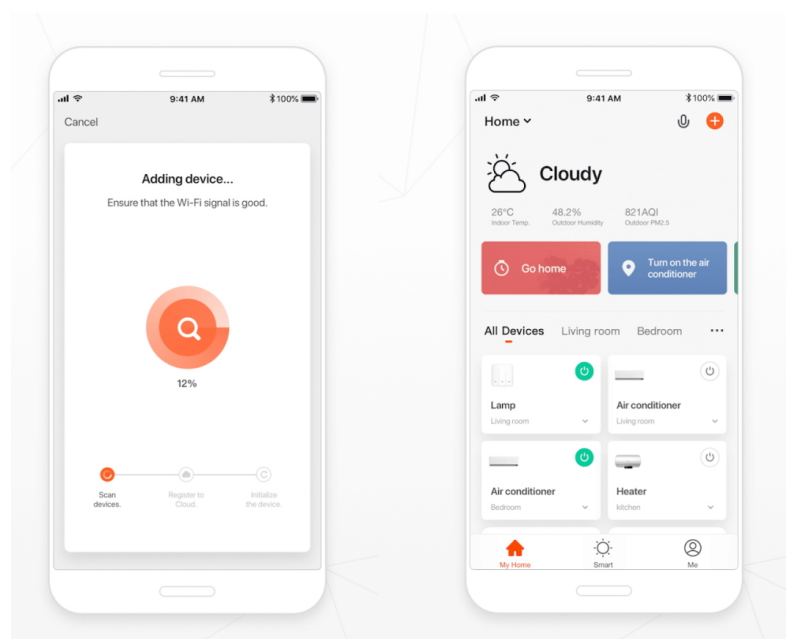 9:41 AM
100%
Cancel
Adding device...
Ensure that the Wi-Fi signal is good.
12%
Scan
devices.
Register to
Cloud.
Initialize
the device.
9:41 AM
100%
Home
Cloudy
26°C
Indoor Temp.
48.2%
Outdoor Humidity
821AQI
Outdoor PM2.5
Go home
Turn on the air
conditioner
All Devices
Living room
Bedroom
Lamp
Living room
Air conditioner
Living room
Air conditioner
Bedroom
Heater
kitchen
My Home
Smart
Me